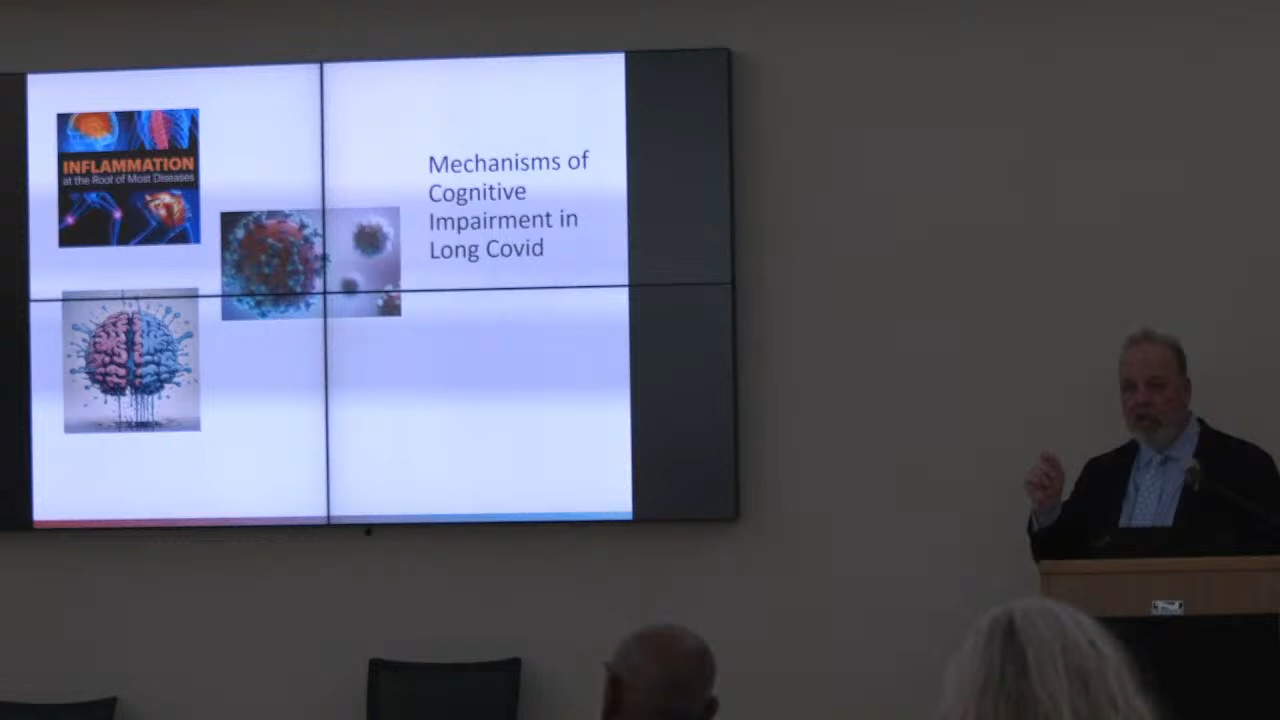 INFLAMMATION
at the Root of Most Diseases
Mechanisms of
Cognitive
Impairment in
Long Covid